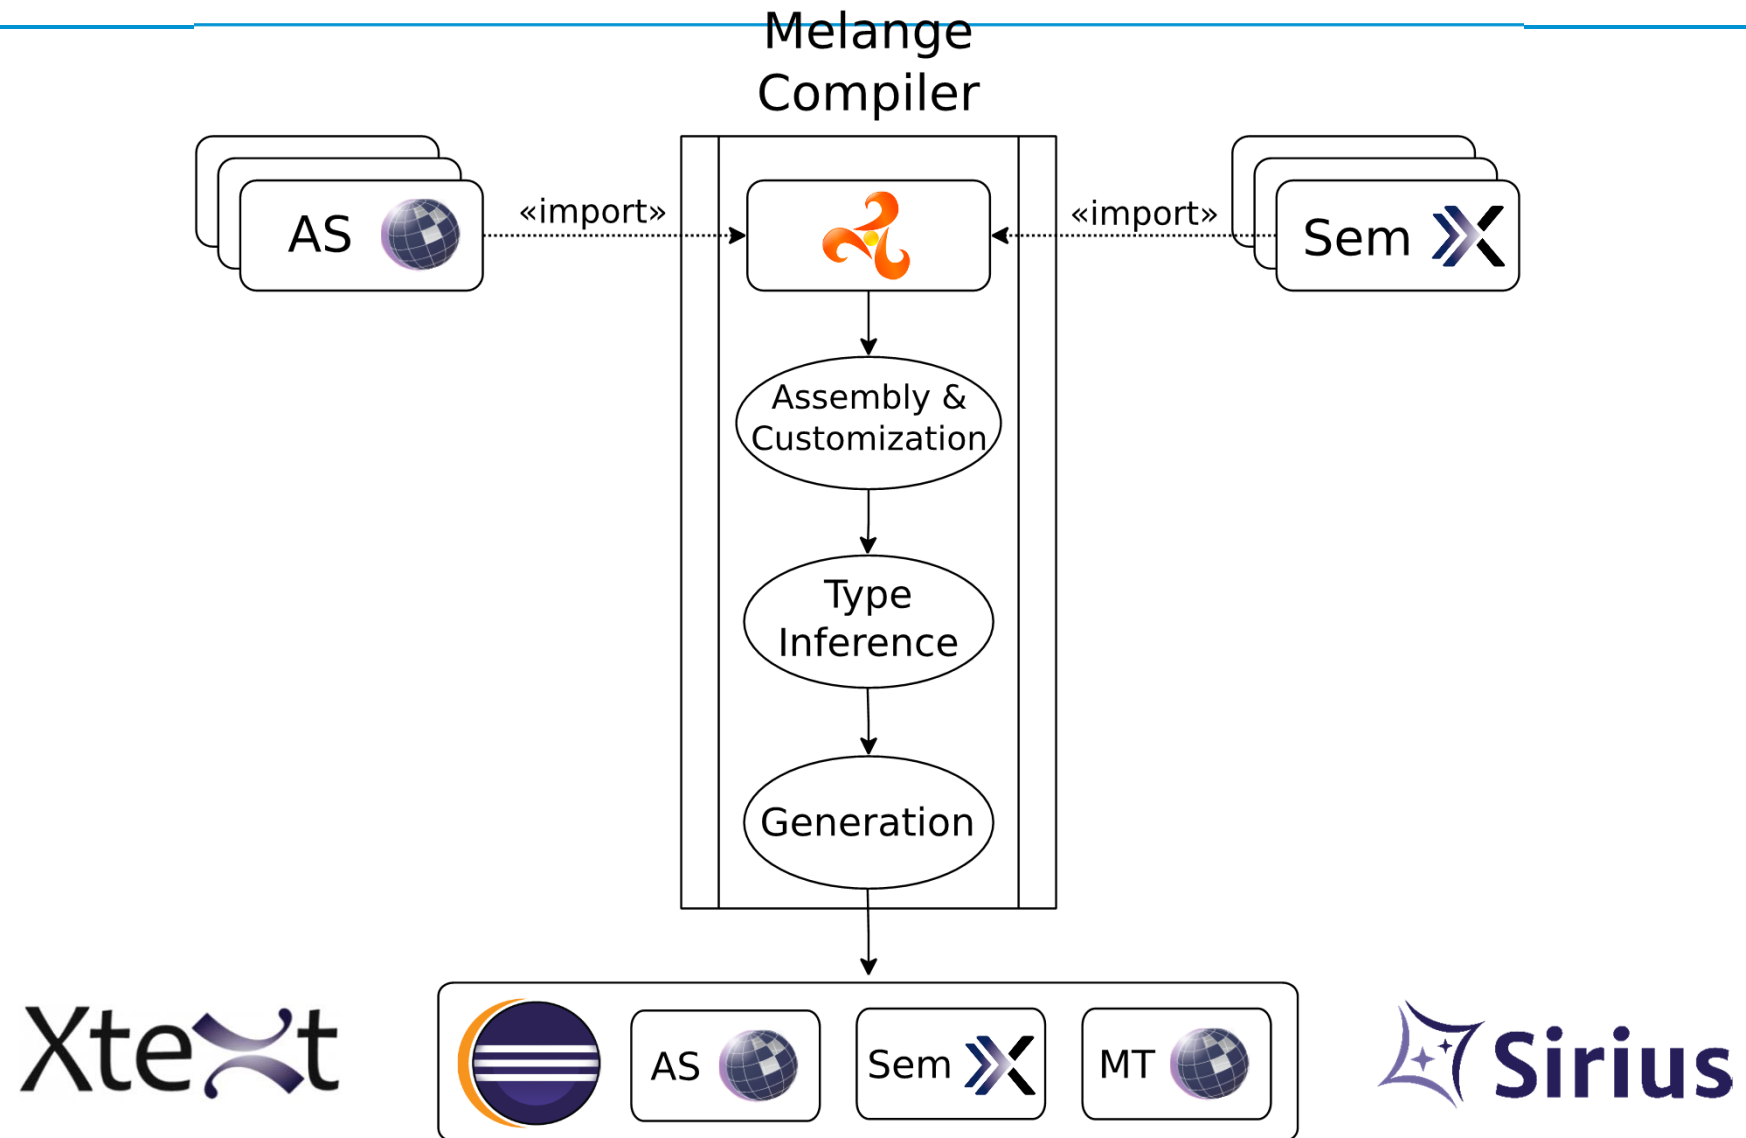 Melange
Compiler
AS
«import»
«import»
Sem
Assembly &
Customization
Type
Inference
Generation
Xtext
AS
Sem
MT
Sirius